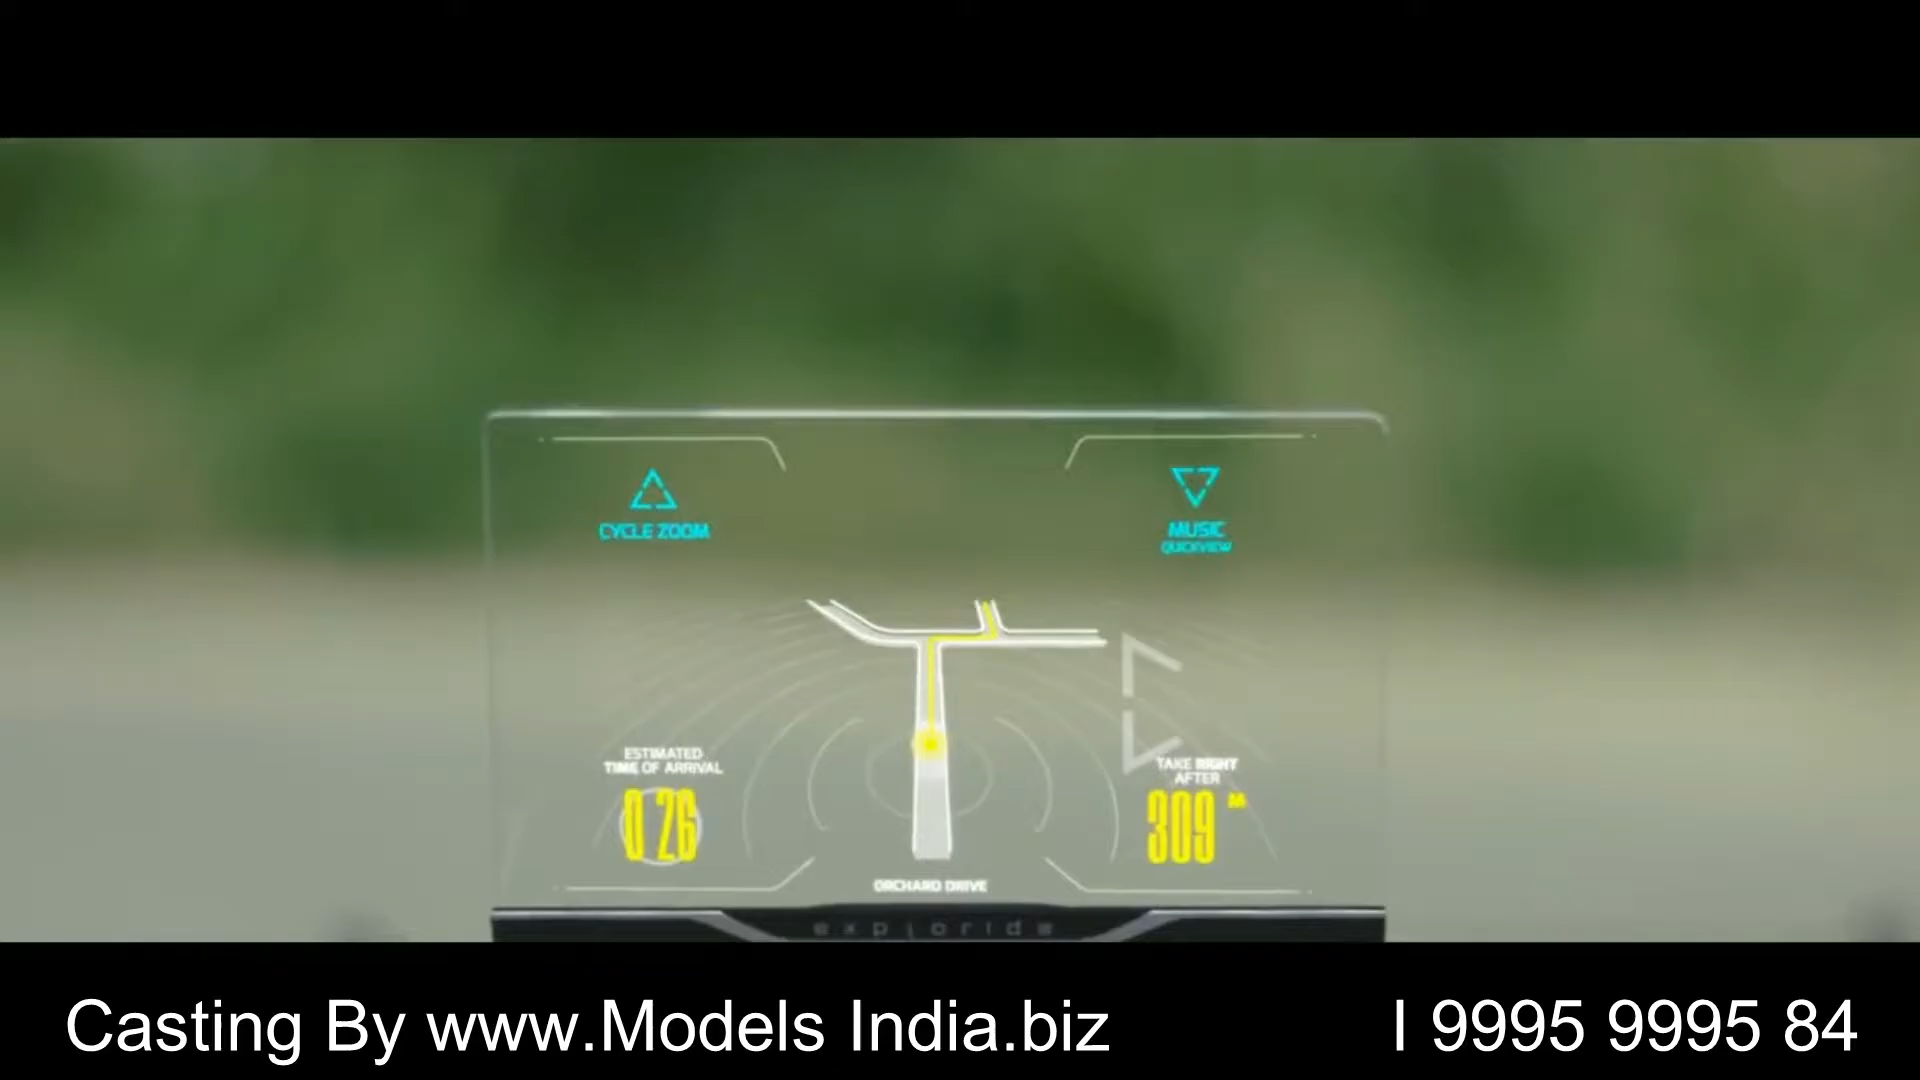 CYCLE ZOOM
MUSIC
QUICKVIEW
ESTIMATED
TIME OF ARRIVAL
0 26
TAKE RIGHT
AFTER
309 M
ORCHARD DRIVE
exploride
Casting By www.Models India.biz
I 9995 9995 84